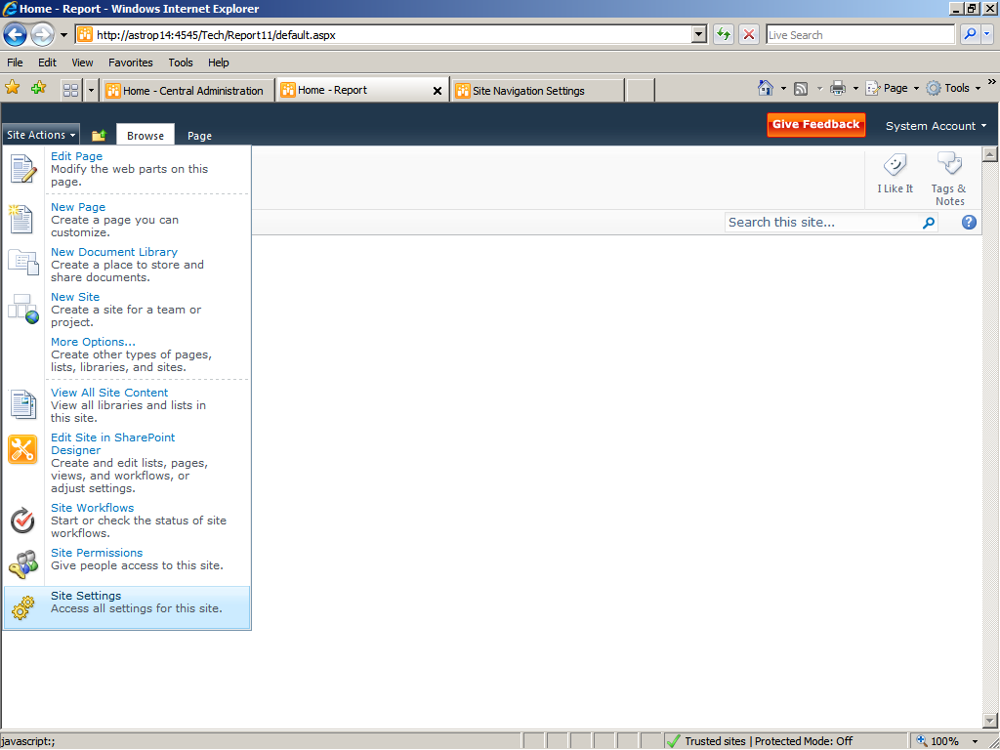 Home - Report - Windows Internet Explorer
http://astrop14:4545/Tech/Report11/default.aspx
Live Search
File Edit View Favorites Tools Help
Home - Central Administration
Home - Report
Site Navigation Settings
Page
Tools
Site Actions
Browse
Page
Give Feedback
System Account
Edit Page
Modify the web parts on this
page.
New Page
Create a page you can
customize.
New Document Library
Create a place to store and
share documents.
New Site
Create a site for a team or
project.
More Options...
Create other types of pages,
lists, libraries, and sites.
View All Site Content
View all libraries and lists in
this site.
Edit Site in SharePoint
Designer
Create and edit lists, pages,
views, and workflows, or
adjust settings.
Site Workflows
Start or check the status of site
workflows.
Site Permissions
Give people access to this site.
Site Settings
Access all settings for this site.
I Like It
Tags &
Notes
Search this site...
javascript:;
Trusted sites | Protected Mode: Off
100%